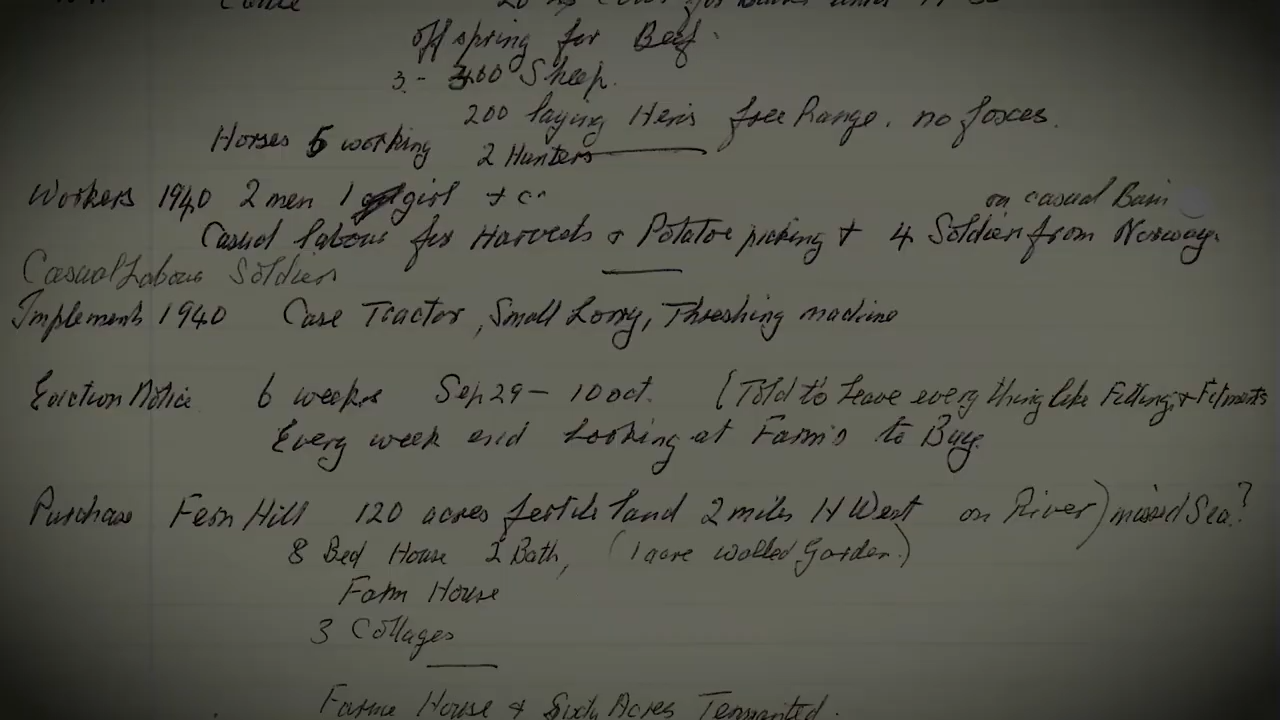 offspring for Beef.
3 - 400 Sheep.
200 laying Hens free Range. no foxes.
Horses 6 working 2 Hunters
Workers 1940 2 men 1 girl + on casual Basis
Casual labour for Harvests + Potatoe picking + 4 Soldiers from Norway.
Casual Labour Soldiers
Implements 1940 Case Tractor, Small Lorry, Threshing machine
Eviction Notice 6 weeks Sep 29 - 10 oct. (Told to Leave everything like Fittings + Fitments
Every week end Looking at Farms to Buy.
Purchase Fern Hill 120 acres fertile land 2 miles N West on River) missed Sea?
8 Bed House 2 Bath, (1 acre walled Garden.)
Farm House
3 Cottages
Farme House + Sixty Acres Tennanted.